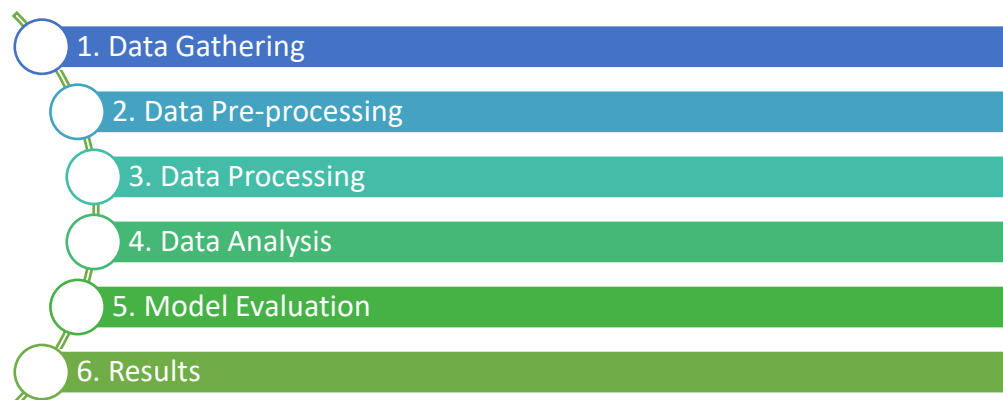 1. Data Gathering
2. Data Pre-processing
3. Data Processing
4. Data Analysis
5. Model Evaluation
6. Results